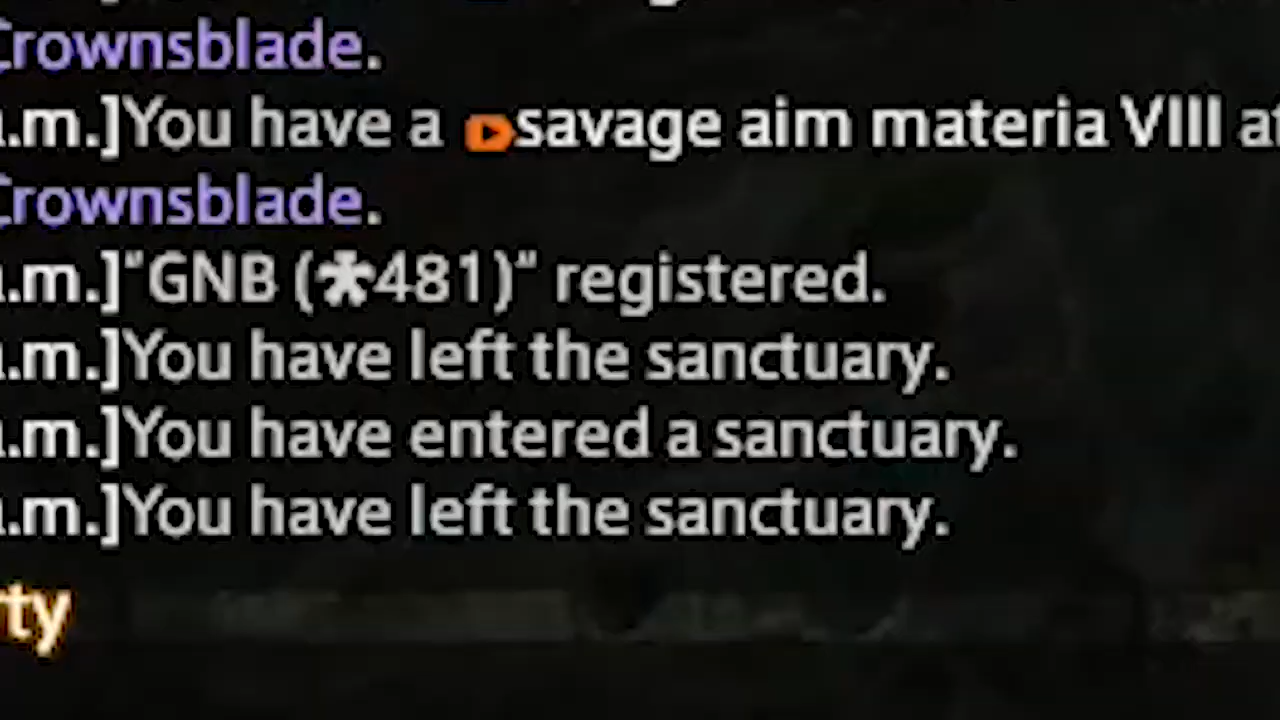 Crownsblade.
a.m.]You have a savage aim materia VIII at
Crownsblade.
a.m.]"GNB (481)" registered.
a.m.]You have left the sanctuary.
a.m.]You have entered a sanctuary.
a.m.]You have left the sanctuary.
rty